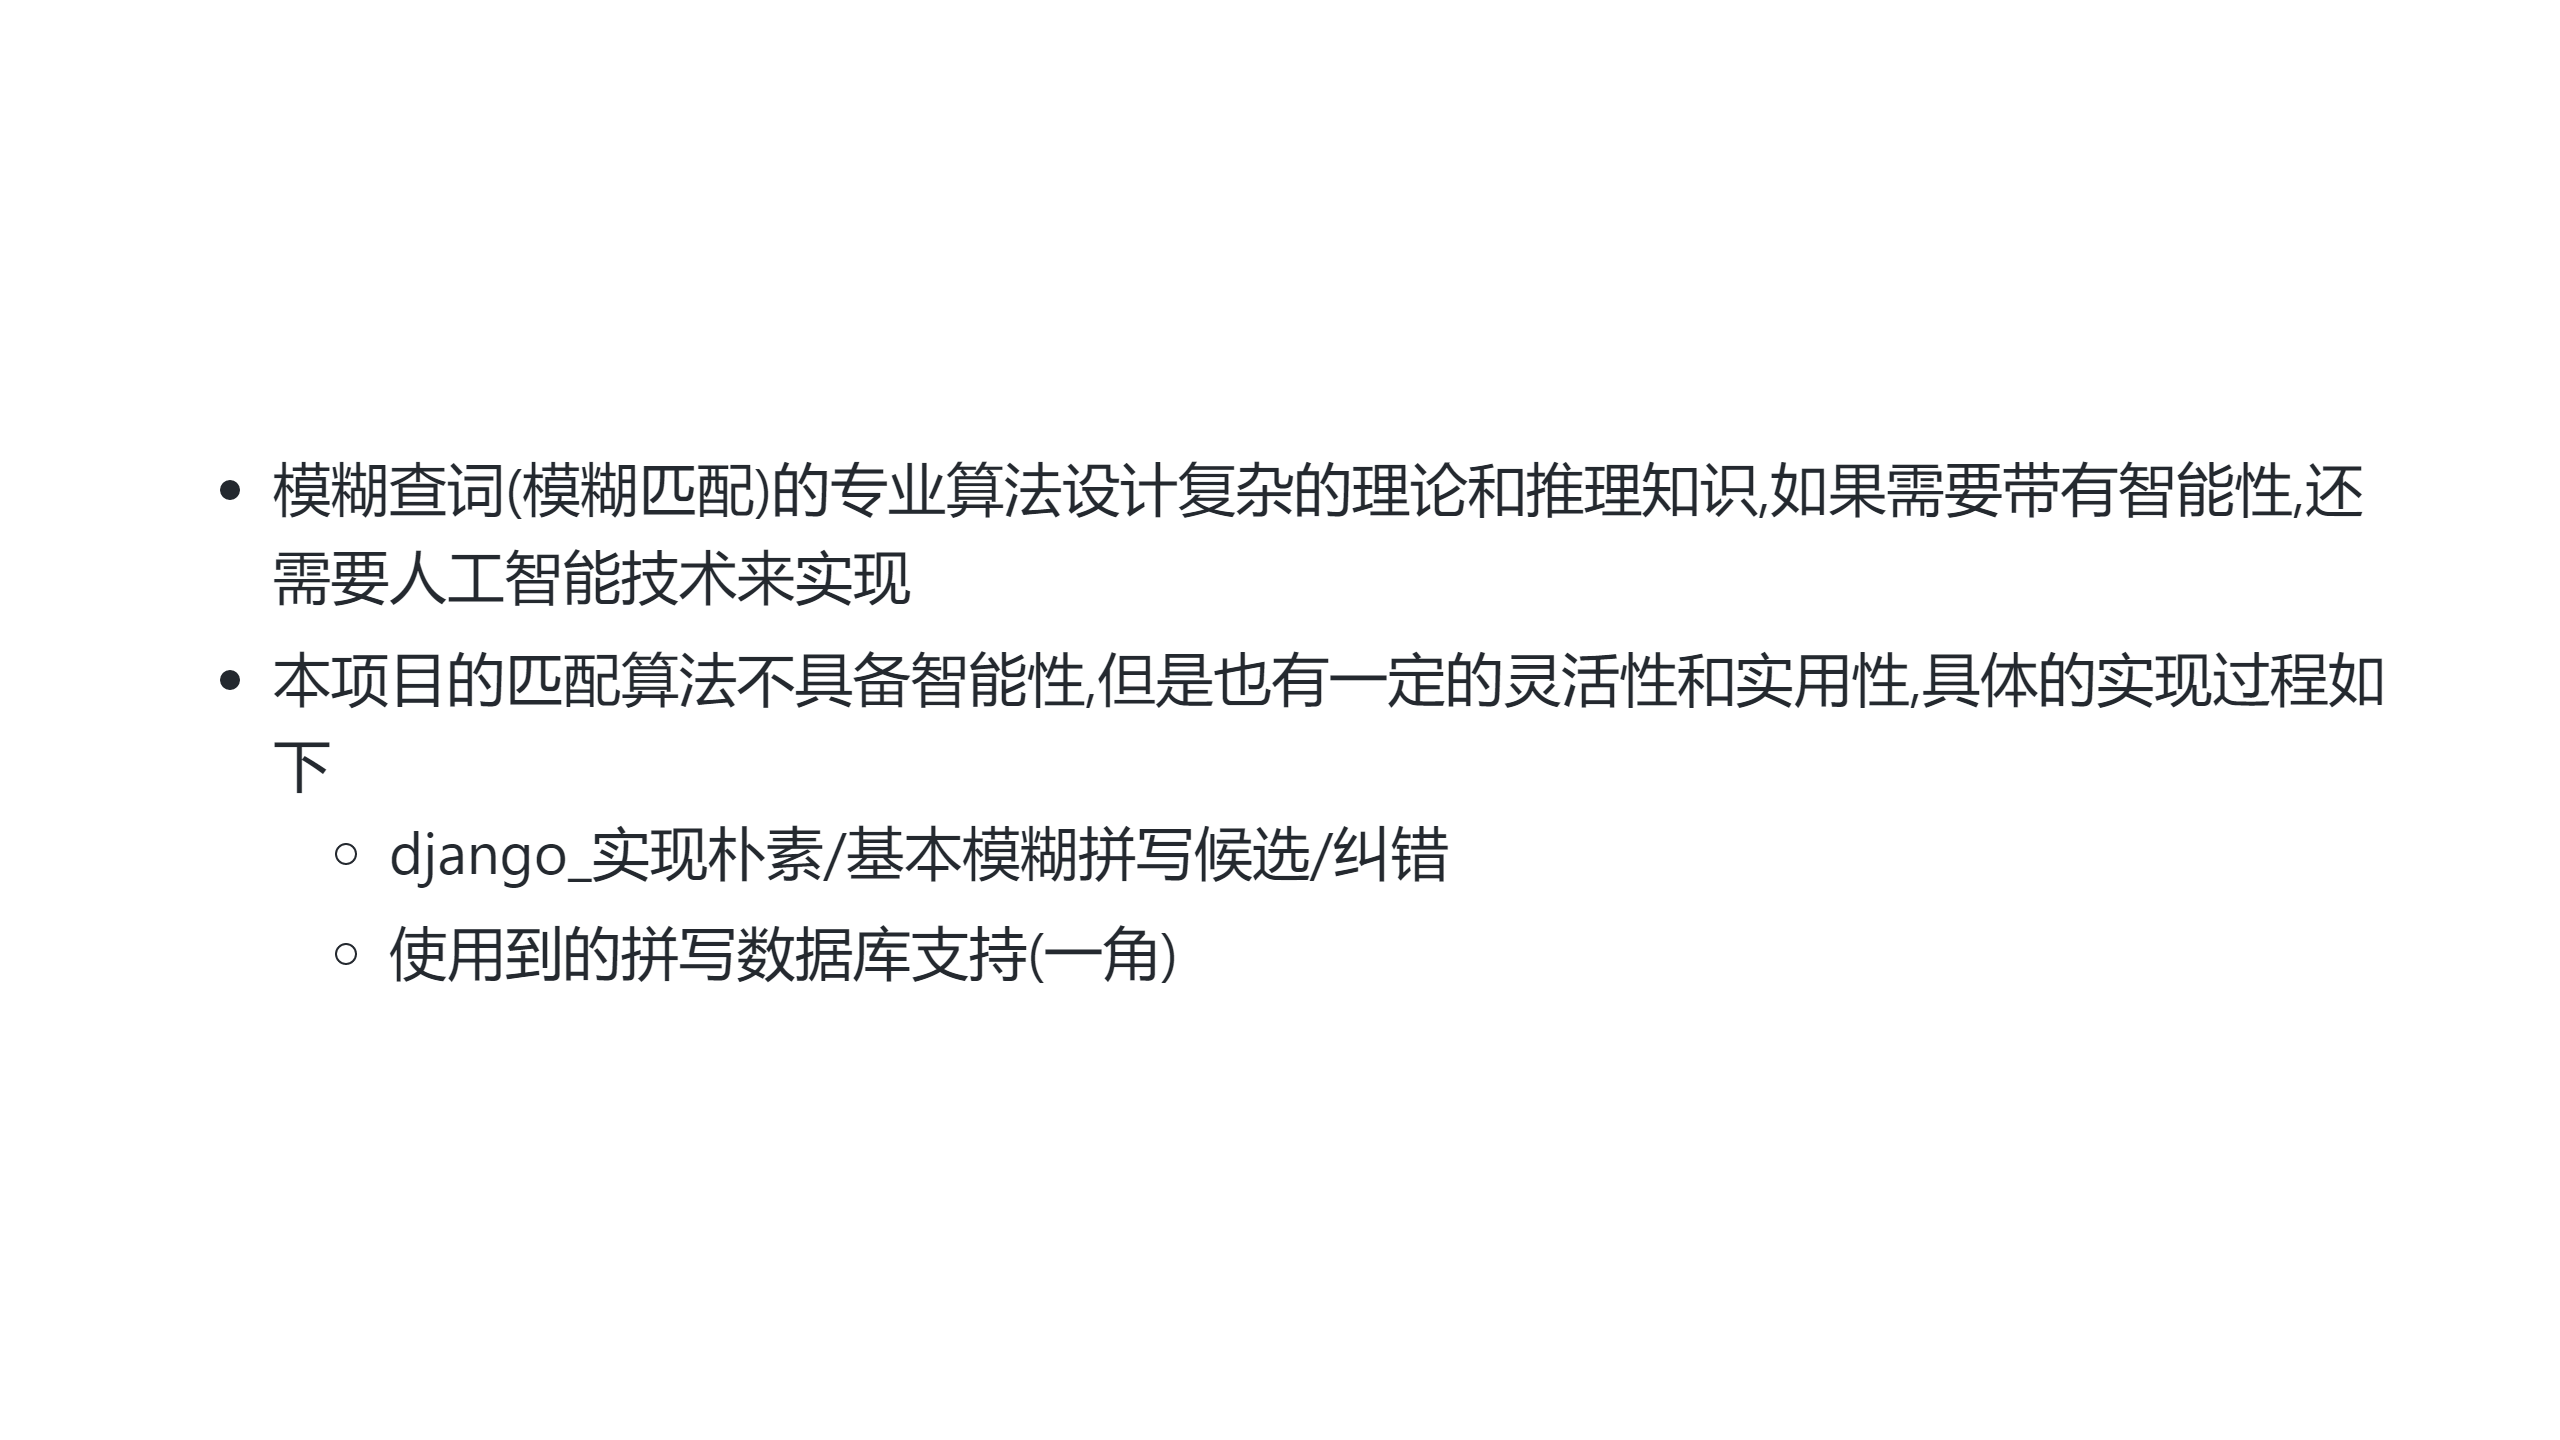 模糊查词(模糊匹配)的专业算法设计复杂的理论和推理知识,如果需要带有智能性,还
需要人工智能技术来实现
本项目的匹配算法不具备智能性,但是也有一定的灵活性和实用性,具体的实现过程如
下
django_实现朴素/基本模糊拼写候选/纠错
使用到的拼写数据库支持(一角)